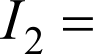 I₂ =